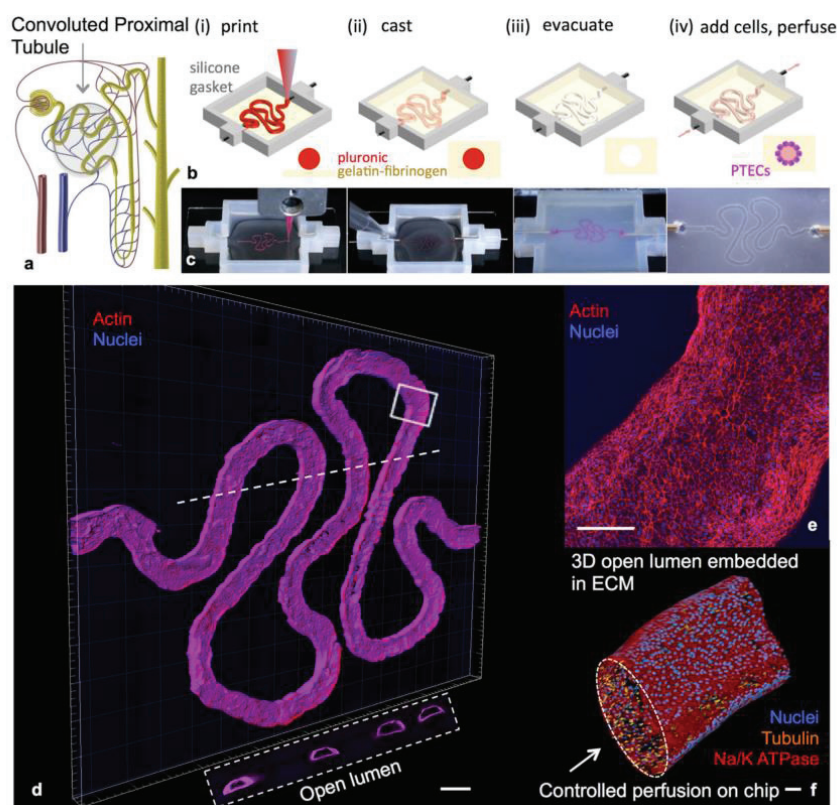 Convoluted Proximal
Tubule
a
(i) print
(ii) cast
(iii) evacuate
(iv) add cells, perfuse
silicone
gasket
pluronic
gelatin-fibrinogen
PTECs
b
c
Actin
Nuclei
Open lumen
d
Actin
Nuclei
e
3D open lumen embedded
in ECM
Nuclei
Tubulin
Na/K ATPase
Controlled perfusion on chip
f